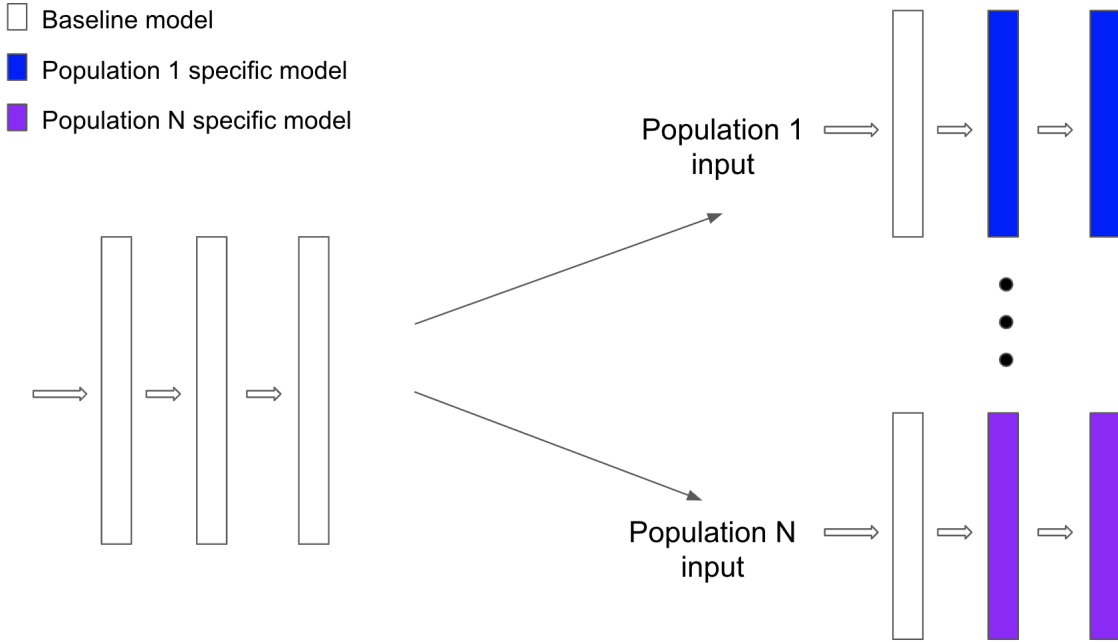 Baseline model
Population 1 specific model
Population N specific model
Population 1
input
Population N
input